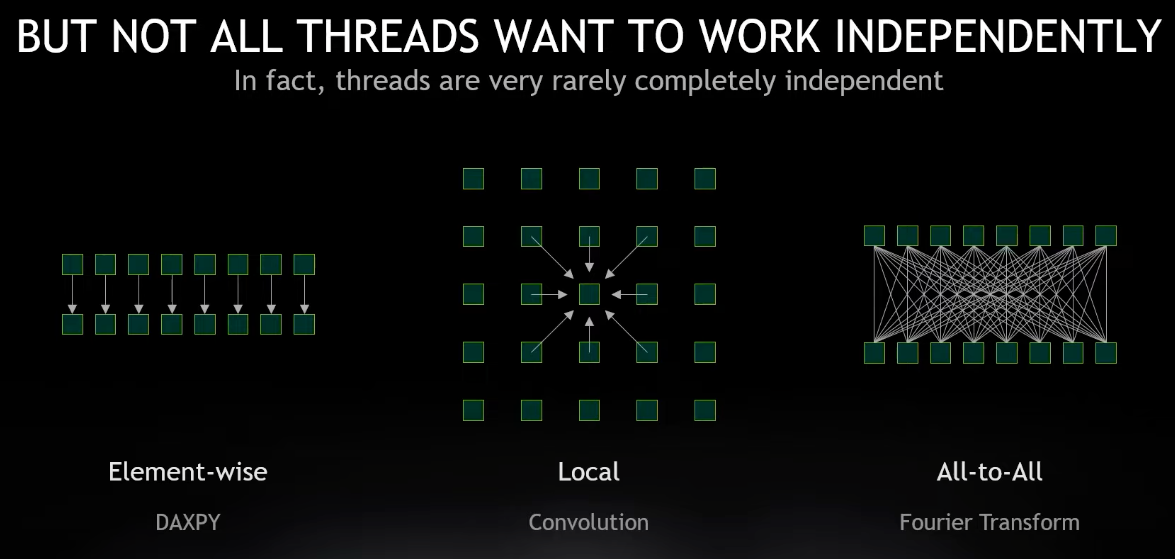 BUT NOT ALL THREADS WANT TO WORK INDEPENDENTLY
In fact, threads are very rarely completely independent
Element-wise
Local
All-to-All
DAXPY
Convolution
Fourier Transform